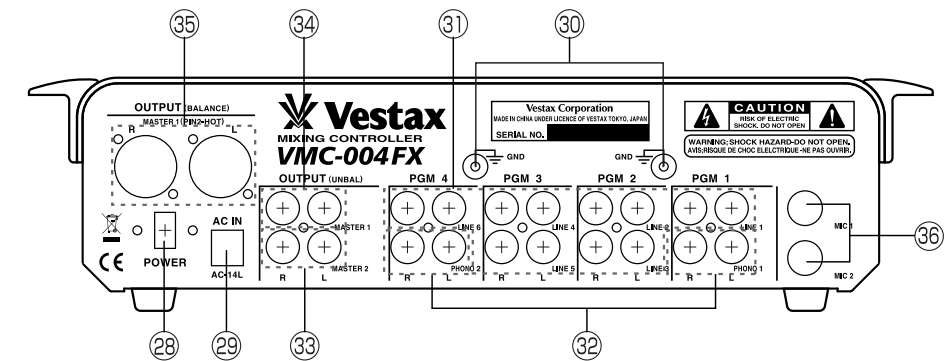 35 34 31 30
OUTPUT (BALANCE)
MASTER 1 (PIN2-HOT)
R L
Vestax
MIXING CONTROLLER
VMC-004FX
Vestax Corporation
MADE IN CHINA UNDER LICENCE OF VESTAX TOKYO, JAPAN
SERIAL NO.
CAUTION
RISK OF ELECTRIC
SHOCK. DO NOT OPEN
WARNING; SHOCK HAZARD-DO NOT OPEN.
AVIS;RISQUE DE CHOC ELELCTRIQUE -NE PAS OUVRIR.
GND GND
OUTPUT (UNBAL) PGM 4 PGM 3 PGM 2 PGM 1
MASTER 1 LINE 6 LINE 4 LINE 2 LINE 1 MIC 1
36
AC IN
POWER
CE
AC-14L
MASTER 2 PHONO 2 LINE 5 LINE 3 PHONO 1 MIC 2
R L R L R L R L R L
28 29 33 32